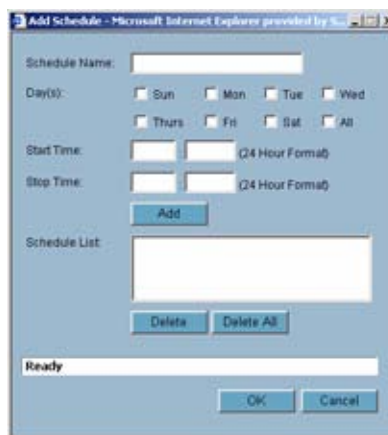 Add Schedule - Microsoft Internet Explorer provided by S...
Schedule Name:
Day(s): Sun Mon Tue Wed
Thurs Fri Sat All
Start Time: : (24 Hour Format)
Stop Time: : (24 Hour Format)
Add
Schedule List:
Delete Delete All
Ready
OK Cancel